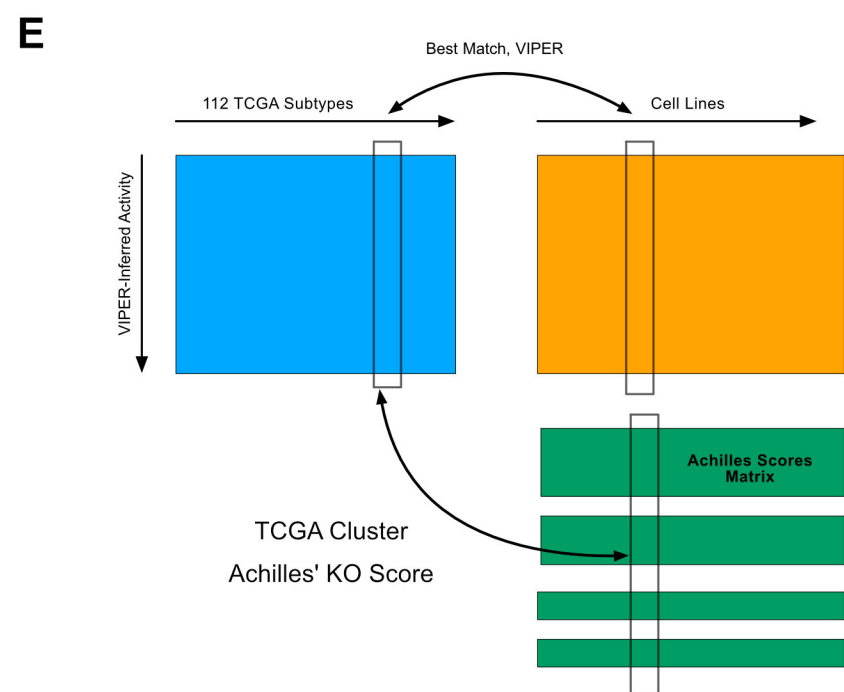 E
Best Match, VIPER
112 TCGA Subtypes
Cell Lines
VIPER-Inferred Activity
Achilles Scores
Matrix
TCGA Cluster
Achilles' KO Score